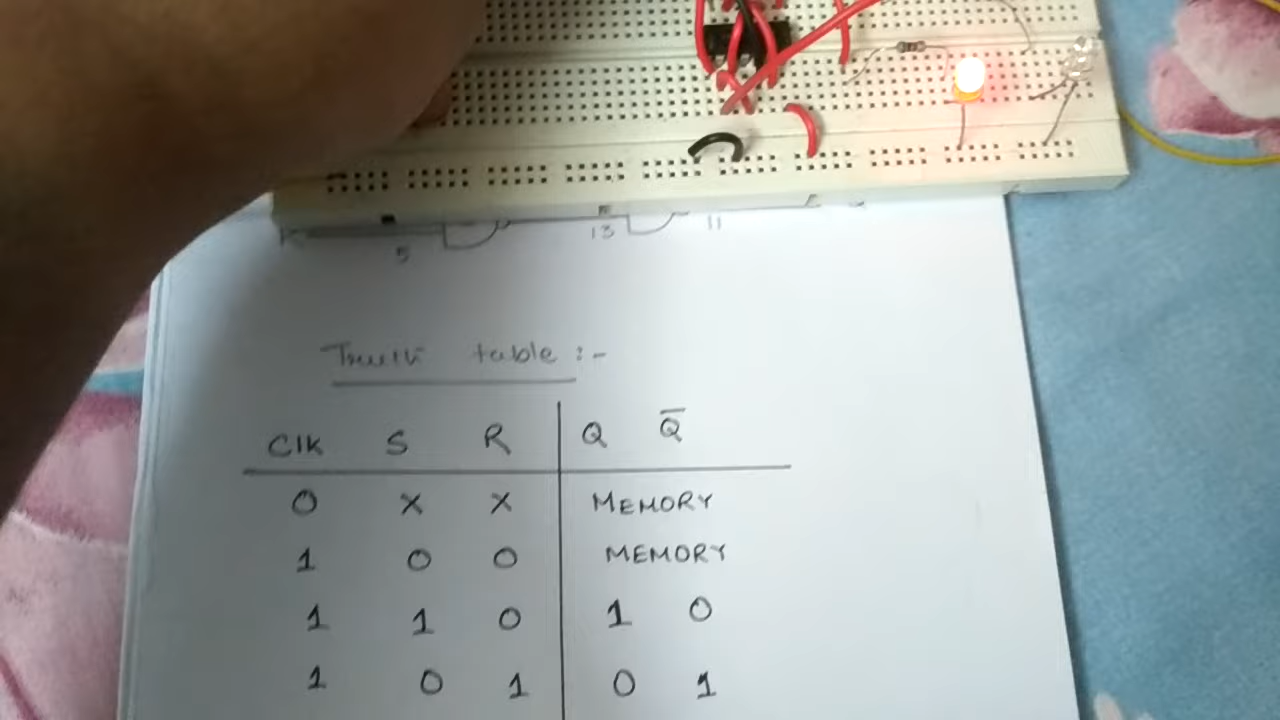 5 13 11
Truth table :-
Clk S R Q Q̅
0 X X MEMORY
1 0 0 MEMORY
1 1 0 1 0
1 0 1 0 1